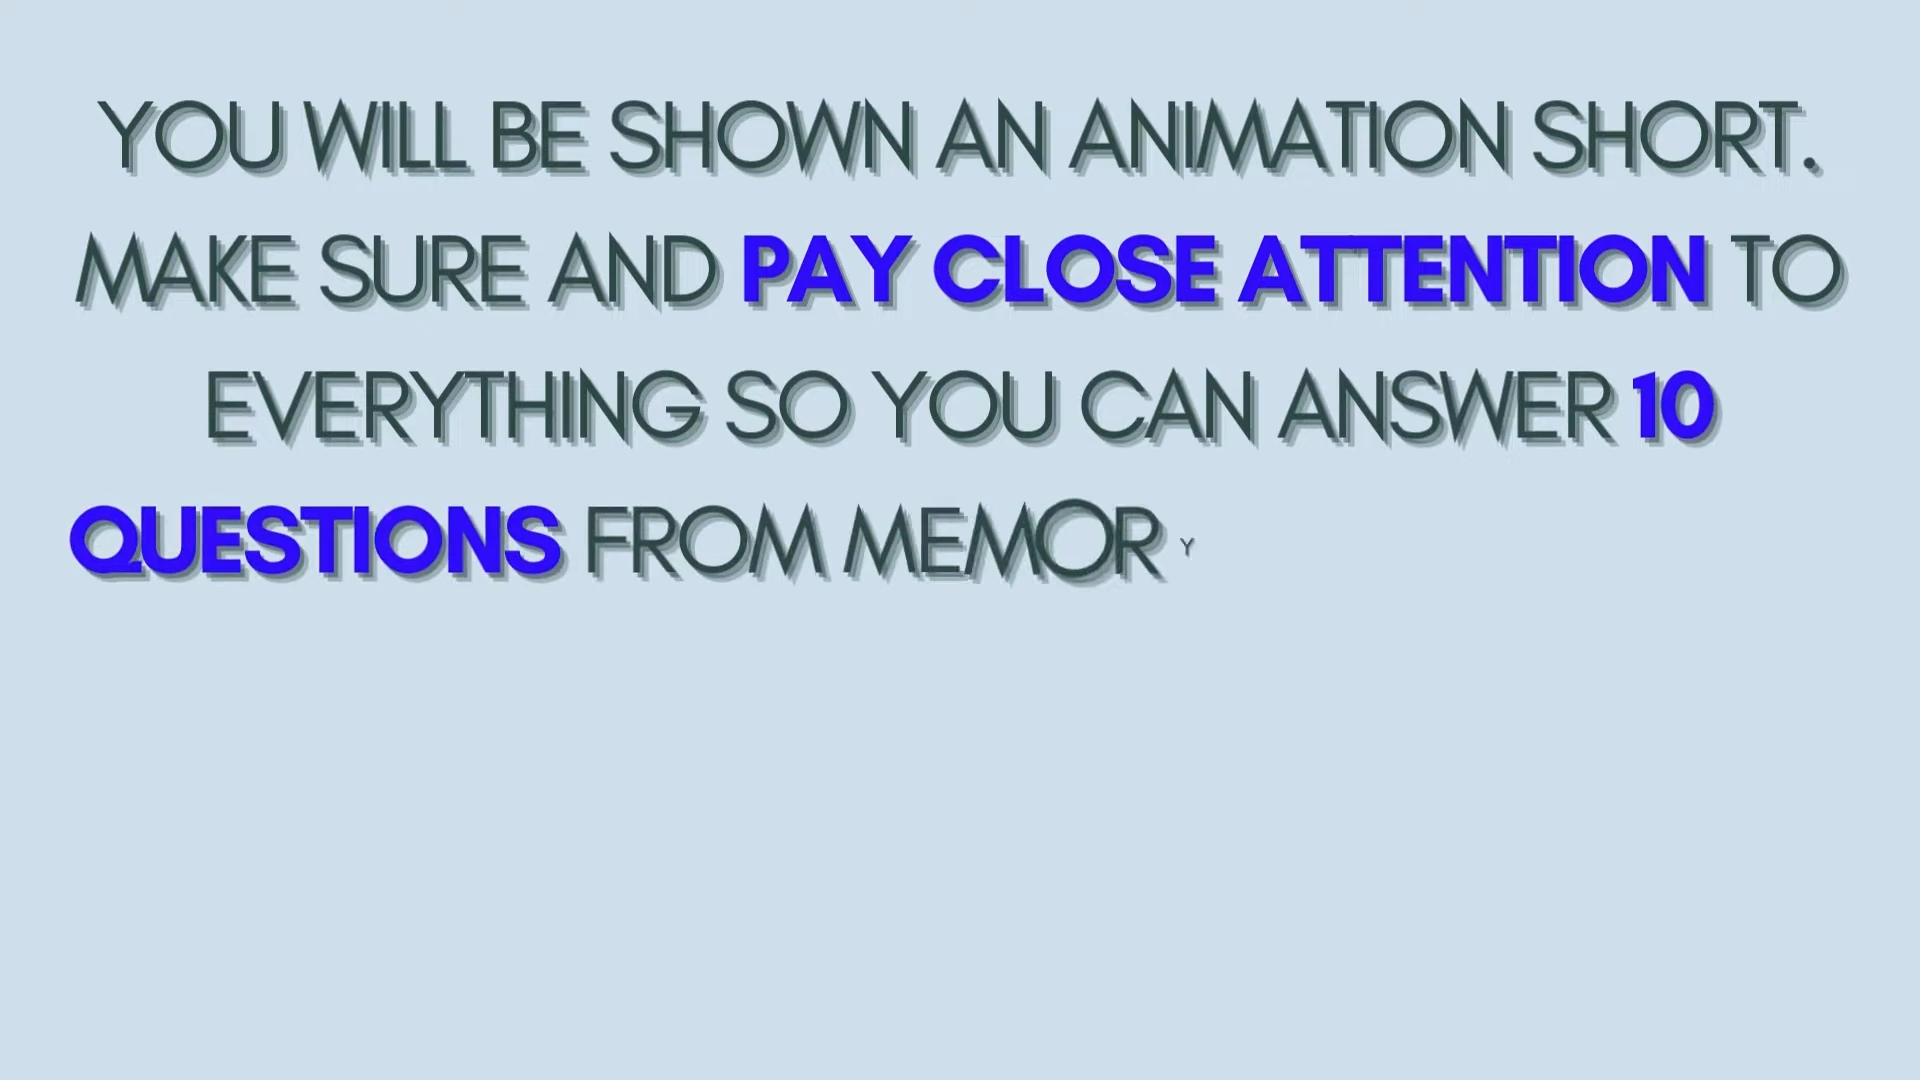 YOU WILL BE SHOWN AN ANIMATION SHORT.
MAKE SURE AND PAY CLOSE ATTENTION TO
EVERYTHING SO YOU CAN ANSWER 10
QUESTIONS FROM MEMORY